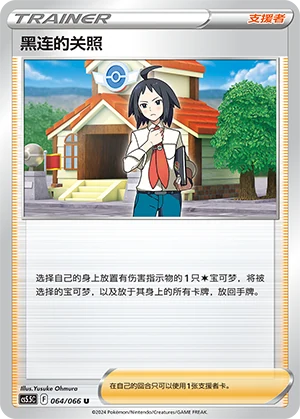 TRAINER
支援者
黑连的关照
选择自己的身上放置有伤害指示物的1只✷宝可梦，将被
选择的宝可梦，以及放于其身上的所有卡牌，放回手牌。
Illus.Yusuke Ohmura
CS5.5C F 064/066 U
在自己的回合只可以使用1张支援者卡。
©2024 Pokémon/Nintendo/Creatures/GAME FREAK.